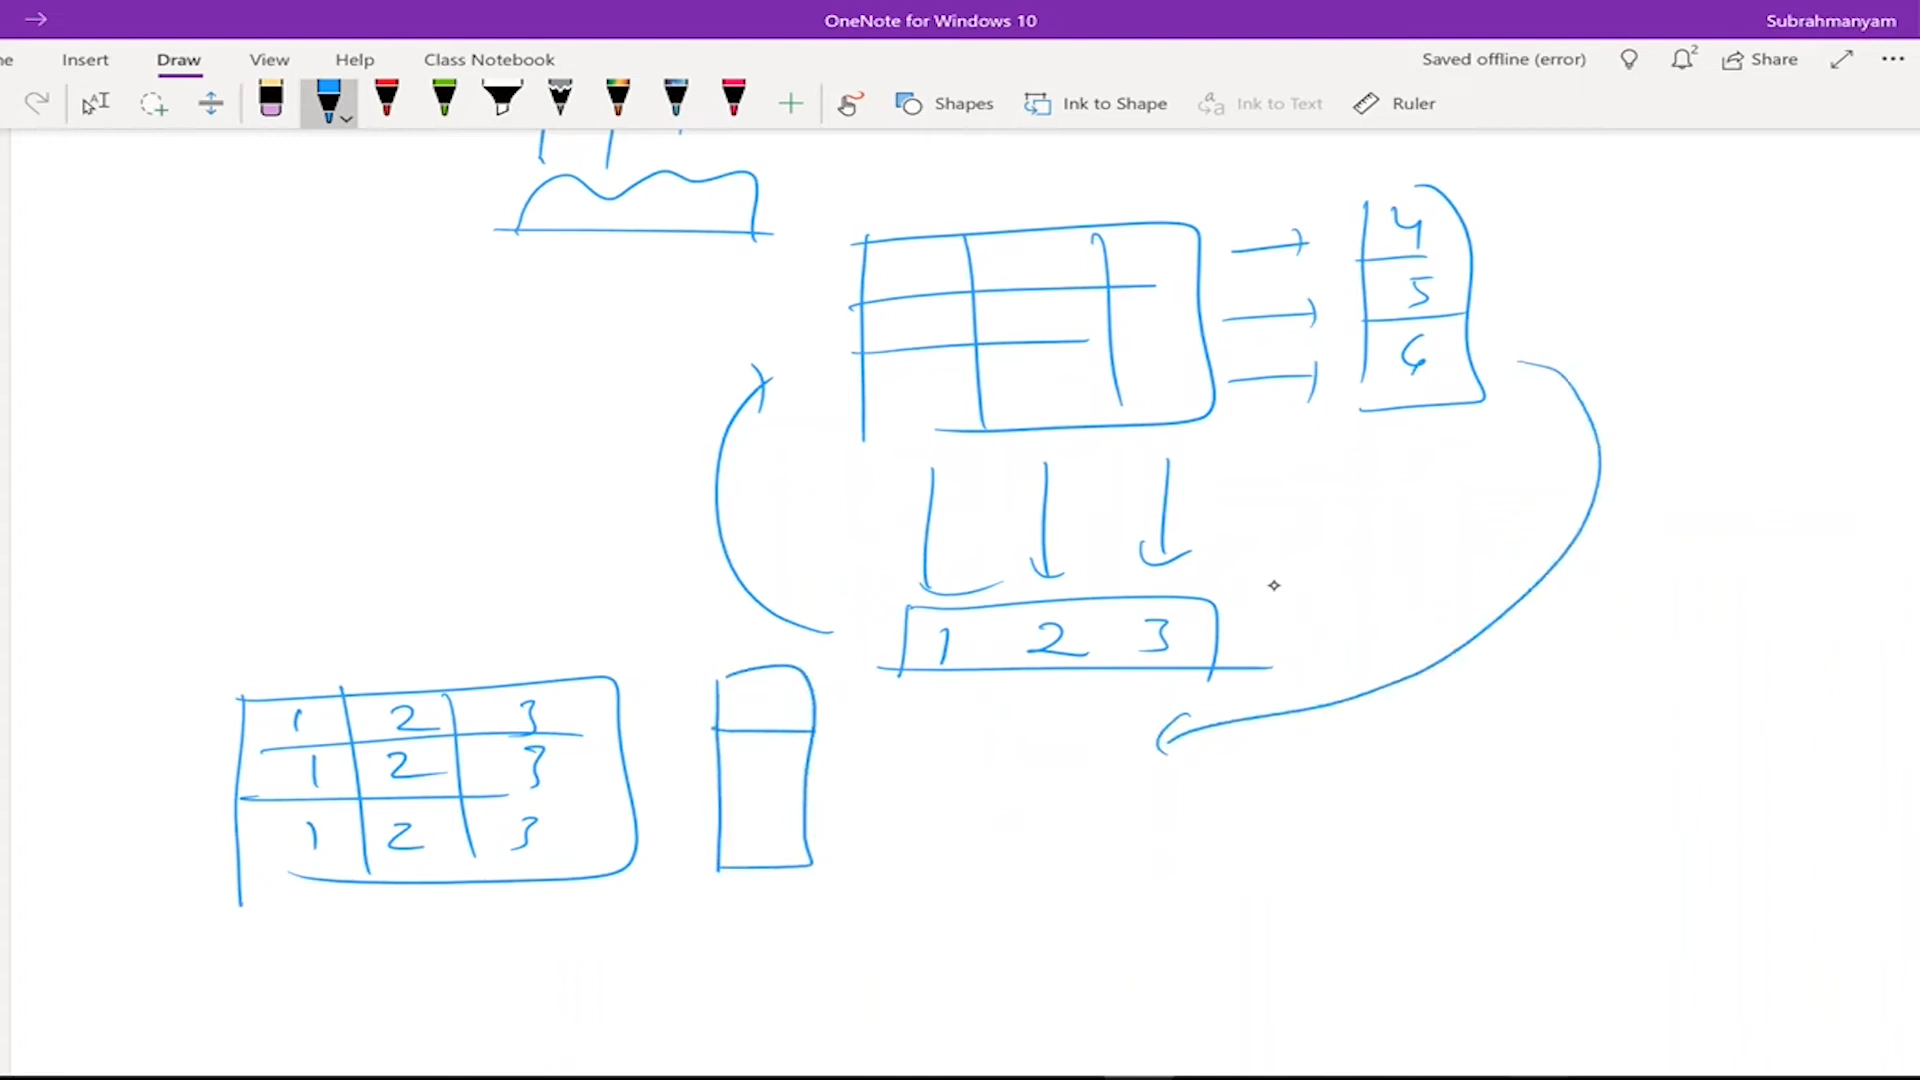 OneNote for Windows 10
Subrahmanyam
Insert Draw View Help Class Notebook
Saved offline (error) 2 Share
Shapes Ink to Shape Ink to Text Ruler
4
5
6
1 2 3
1 2 3
1 2 3
1 2 3